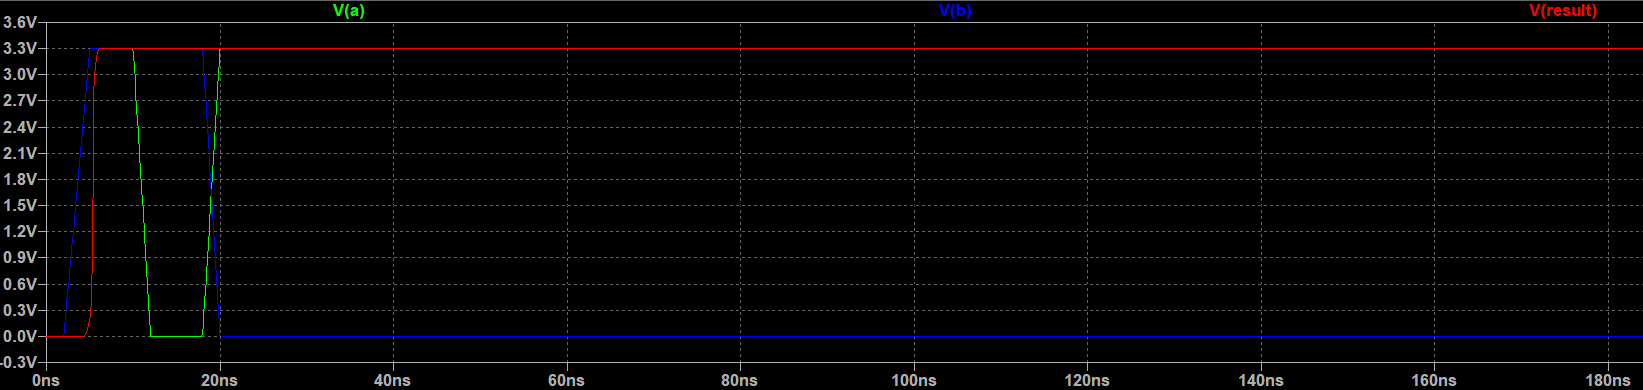 V(a) V(b) V(result)
3.6V
3.3V
3.0V
2.7V
2.4V
2.1V
1.8V
1.5V
1.2V
0.9V
0.6V
0.3V
0.0V
-0.3V
0ns 20ns 40ns 60ns 80ns 100ns 120ns 140ns 160ns 180ns